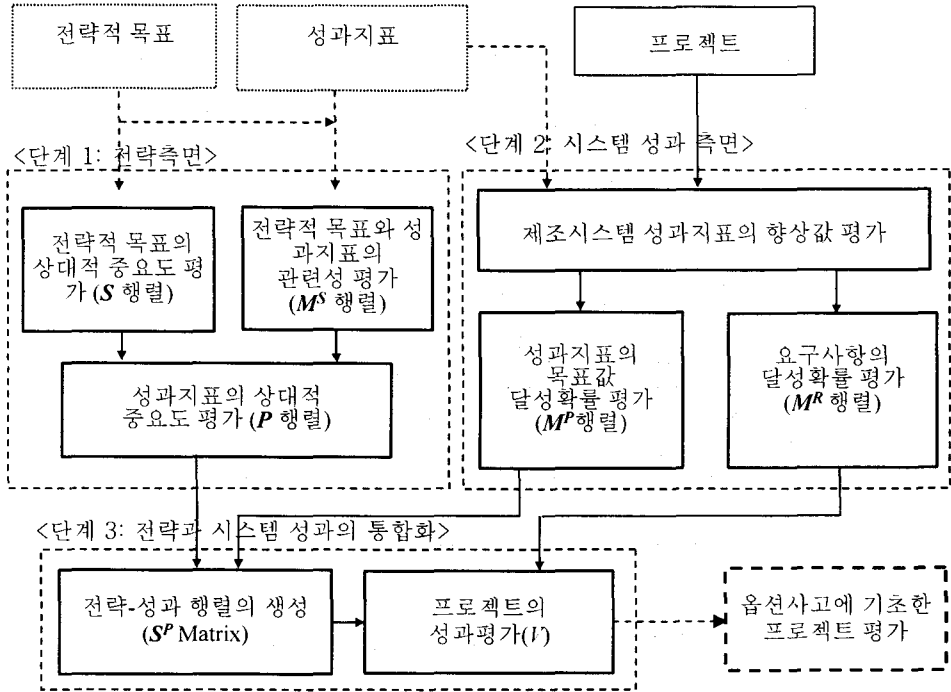 전략적 목표
성과지표
프로젝트
<단계 1: 전략측면>
<단계 2: 시스템 성과 측면>
전략적 목표의
상대적 중요도 평
가 (S 행렬)
전략적 목표와 성
과지표의
관련성 평가
(M^S 행렬)
제조시스템 성과지표의 향상값 평가
성과지표의 상대적
중요도 평가 (P 행렬)
성과지표의
목표값
달성확률 평가
(M^P행렬)
요구사항의
달성확률 평가
(M^R 행렬)
<단계 3: 전략과 시스템 성과의 통합화>
전략-성과 행렬의 생성
(S^P Matrix)
프로젝트의
성과평가(V)
옵션사고에 기초한
프로젝트 평가